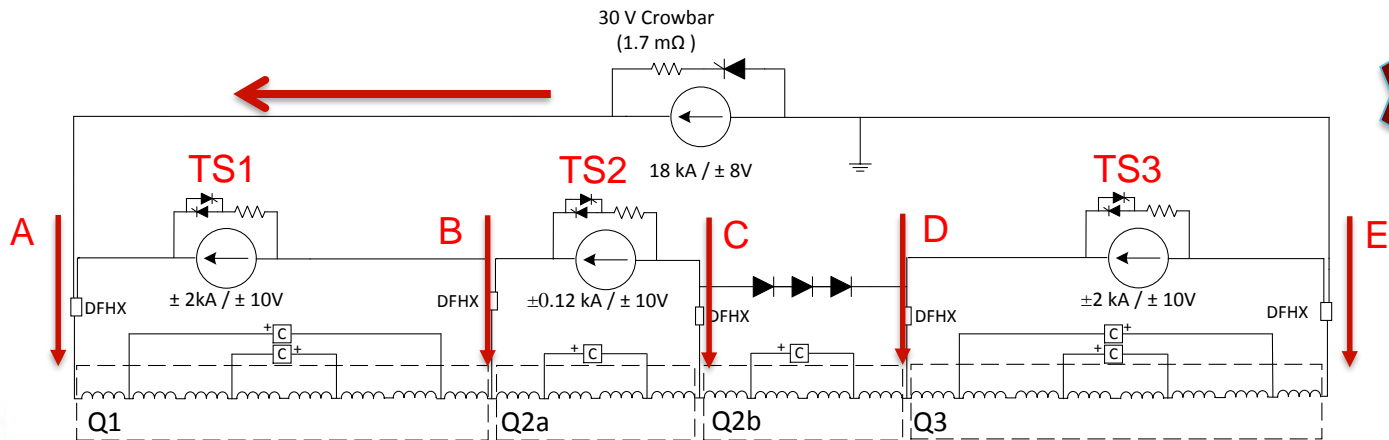 30 V Crowbar
(1.7 mΩ )
18 kA / ± 8V
TS1
TS2
TS3
A
B
C
D
E
± 2kA / ± 10V
±0.12 kA / ± 10V
±2 kA / ± 10V
DFHX
DFHX
DFHX
DFHX
DFHX
+ C
C +
+ C
+ C
C +
+ C
Q1
Q2a
Q2b
Q3